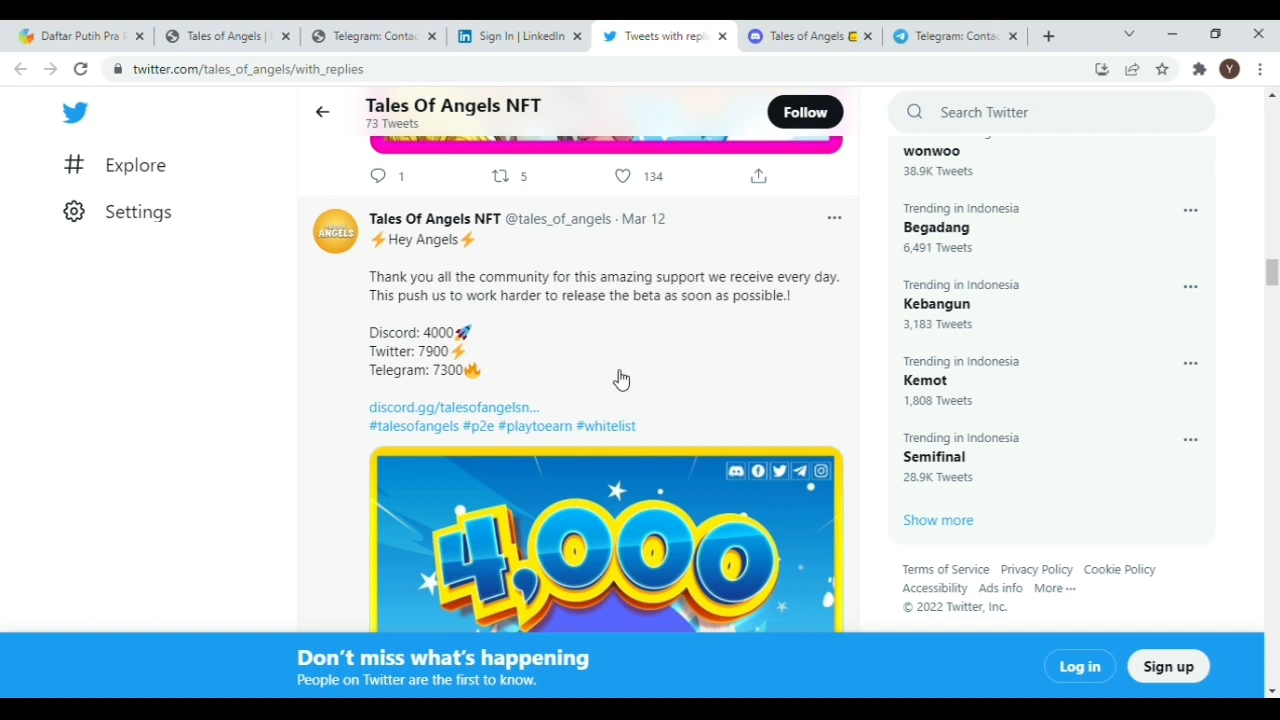 Daftar Putih Pra
Tales of Angels |
Telegram: Contac
Sign In | LinkedIn
Tweets with repli
Tales of Angels
Telegram: Contac
twitter.com/tales_of_angels/with_replies
Y
Explore
Settings
Tales Of Angels NFT
73 Tweets
Follow
1
5
134
Tales Of Angels NFT @tales_of_angels · Mar 12
⚡Hey Angels⚡
Thank you all the community for this amazing support we receive every day.
This push us to work harder to release the beta as soon as possible.!
Discord: 4000🚀
Twitter: 7900⚡
Telegram: 7300🔥
discord.gg/talesofangelsn...
#talesofangels #p2e #playtoearn #whitelist
ANGELS
4,000
Search Twitter
wonwoo
38.9K Tweets
Trending in Indonesia
Begadang
6,491 Tweets
Trending in Indonesia
Kebangun
3,183 Tweets
Trending in Indonesia
Kemot
1,808 Tweets
Trending in Indonesia
Semifinal
28.9K Tweets
Show more
Terms of Service Privacy Policy Cookie Policy
Accessibility Ads info More ···
© 2022 Twitter, Inc.
Don't miss what's happening
People on Twitter are the first to know.
Log in
Sign up